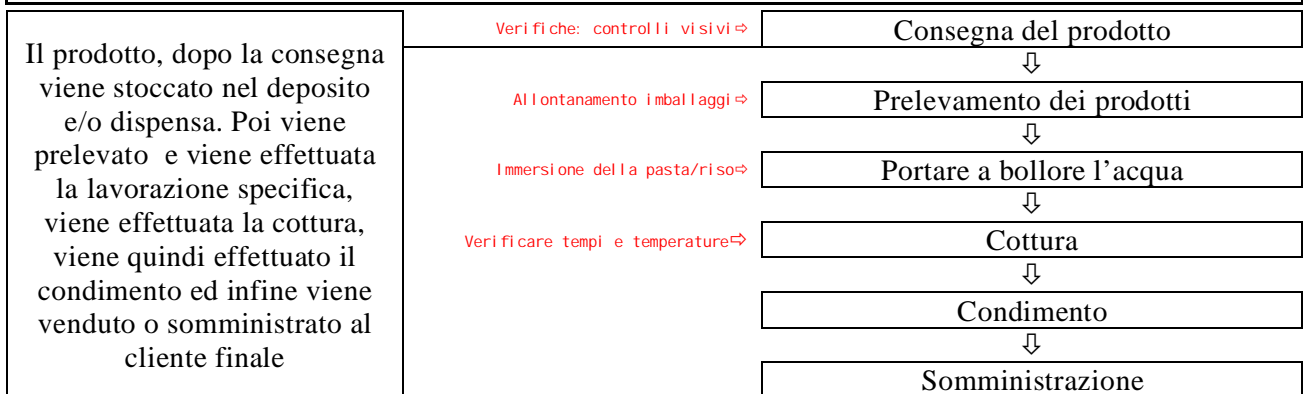 Il prodotto, dopo la consegna
viene stoccato nel deposito
e/o dispensa. Poi viene
prelevato e viene effettuata
la lavorazione specifica,
viene effettuata la cottura,
viene quindi effettuato il
condimento ed infine viene
venduto o somministrato al
cliente finale
Verifiche: controlli visivi⇨ Consegna del prodotto
⇩
Allontanamento imballaggi⇨ Prelevamento dei prodotti
⇩
Immersione della pasta/riso⇨ Portare a bollore l’acqua
⇩
Verificare tempi e temperature⇨ Cottura
⇩
Condimento
⇩
Somministrazione